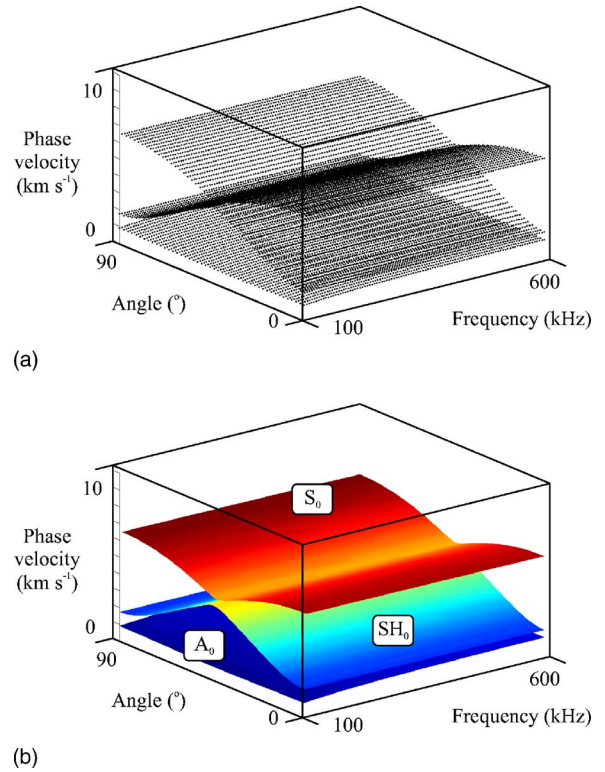 10
Phase
velocity
(km s⁻¹)
0
90
Angle (°)
0
100
Frequency (kHz)
600
(a)
10
S₀
Phase
velocity
(km s⁻¹)
0
A₀
SH₀
90
Angle (°)
0
100
Frequency (kHz)
600
(b)